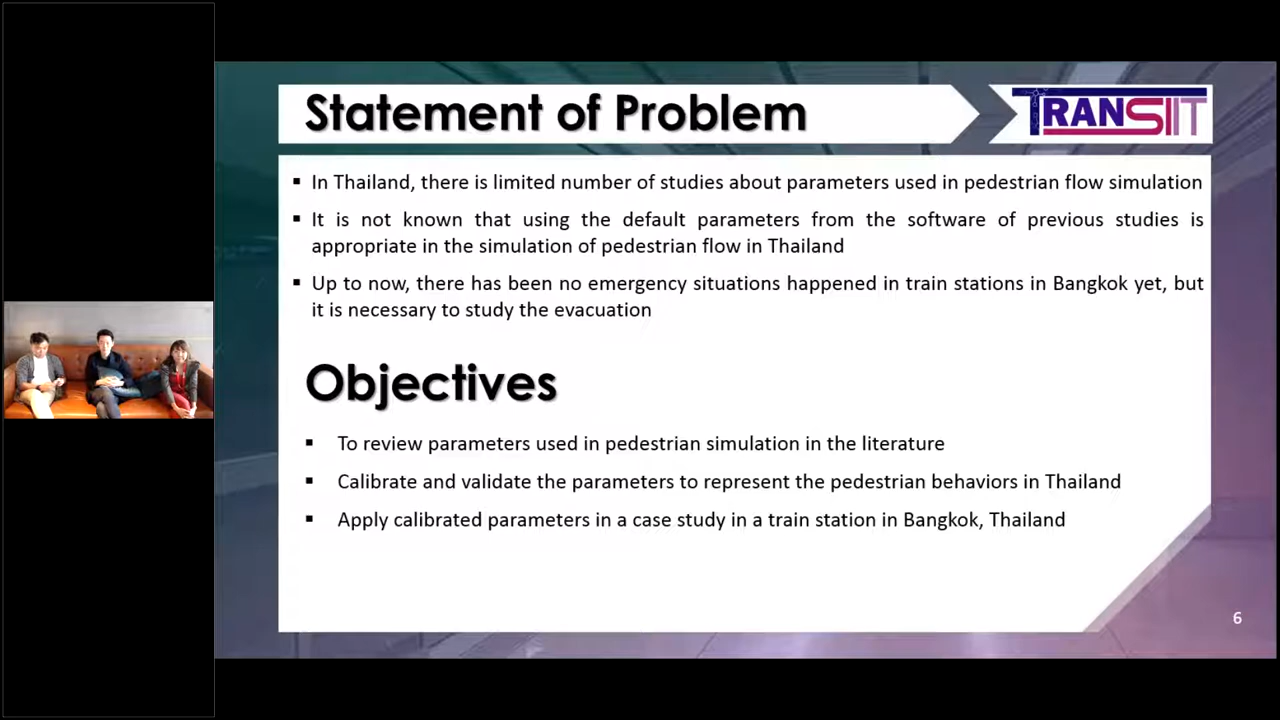 Statement of Problem
TRANSIIT
▪ In Thailand, there is limited number of studies about parameters used in pedestrian flow simulation
▪ It is not known that using the default parameters from the software of previous studies is
appropriate in the simulation of pedestrian flow in Thailand
▪ Up to now, there has been no emergency situations happened in train stations in Bangkok yet, but
it is necessary to study the evacuation
Objectives
▪ To review parameters used in pedestrian simulation in the literature
▪ Calibrate and validate the parameters to represent the pedestrian behaviors in Thailand
▪ Apply calibrated parameters in a case study in a train station in Bangkok, Thailand
6